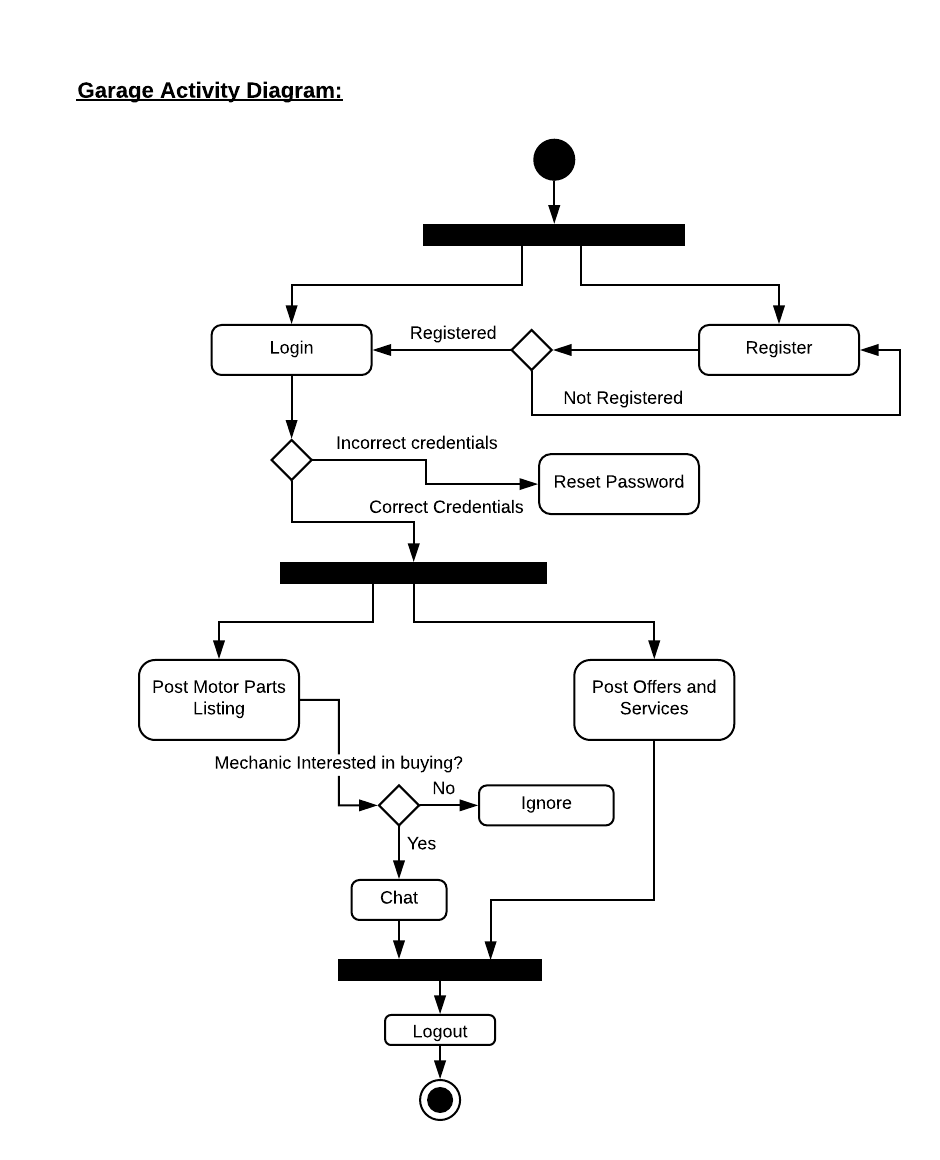 Garage Activity Diagram:
Registered
Login
Register
Not Registered
Incorrect credentials
Reset Password
Correct Credentials
Post Motor Parts
Listing
Post Offers and
Services
Mechanic Interested in buying?
No
Ignore
Yes
Chat
Logout